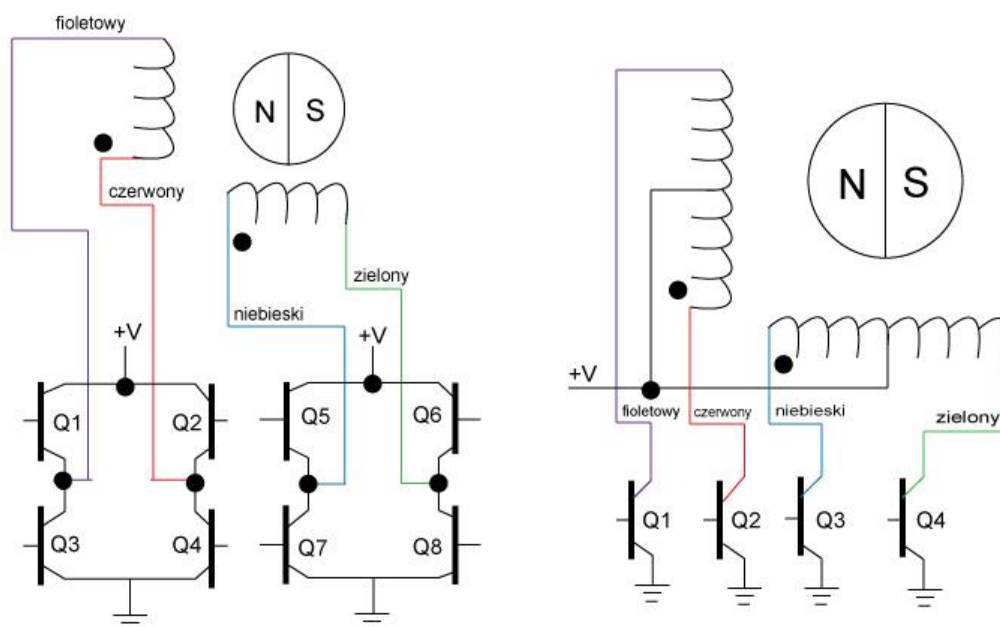 fioletowy
N S
czerwony
zielony
niebieski
+V
+V
Q1
Q2
Q5
Q6
Q3
Q4
Q7
Q8
N S
+V
fioletowy
czerwony
niebieski
zielony
Q1
Q2
Q3
Q4